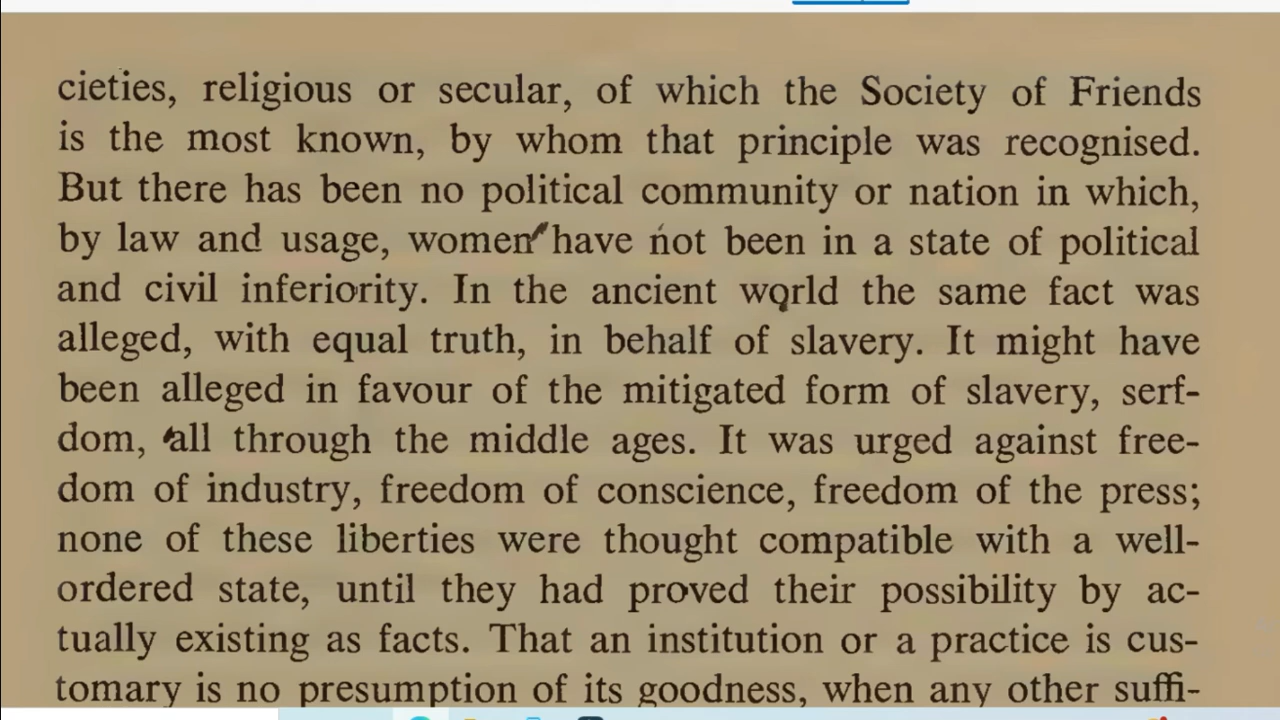 cieties, religious or secular, of which the Society of Friends
is the most known, by whom that principle was recognised.
But there has been no political community or nation in which,
by law and usage, women have not been in a state of political
and civil inferiority. In the ancient world the same fact was
alleged, with equal truth, in behalf of slavery. It might have
been alleged in favour of the mitigated form of slavery, serf-
dom, all through the middle ages. It was urged against free-
dom of industry, freedom of conscience, freedom of the press;
none of these liberties were thought compatible with a well-
ordered state, until they had proved their possibility by ac-
tually existing as facts. That an institution or a practice is cus-
tomary is no presumption of its goodness, when any other suffi-